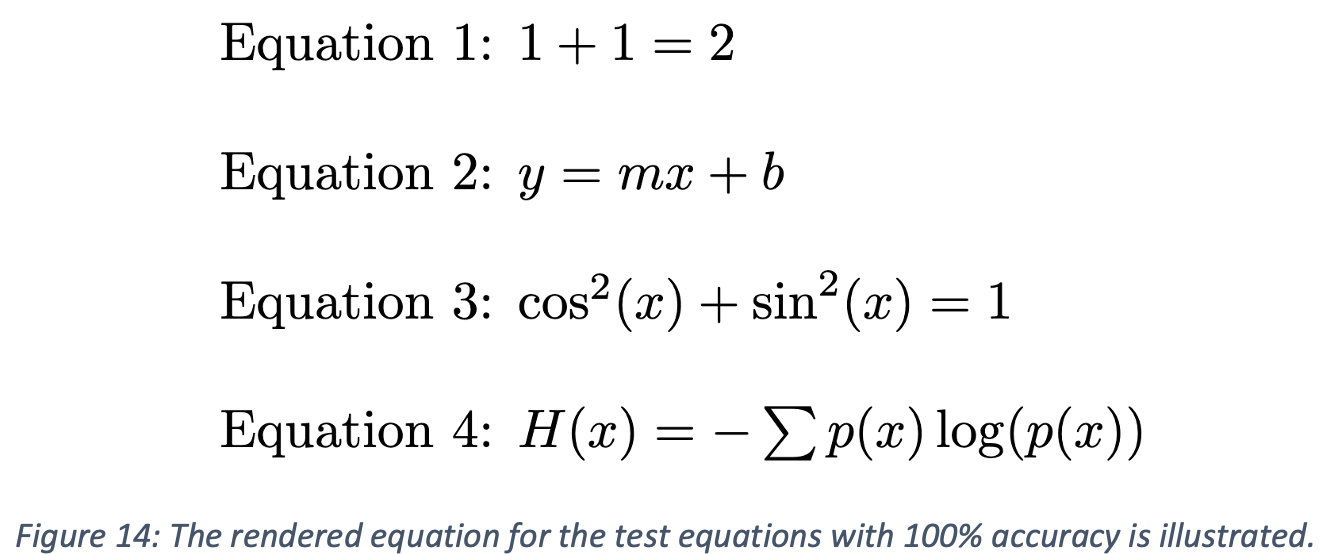 Equation 1: 1 + 1 = 2
Equation 2: y = mx + b
Equation 3: cos²(x) + sin²(x) = 1
Equation 4: H(x) = − ∑ p(x) log(p(x))
Figure 14: The rendered equation for the test equations with 100% accuracy is illustrated.